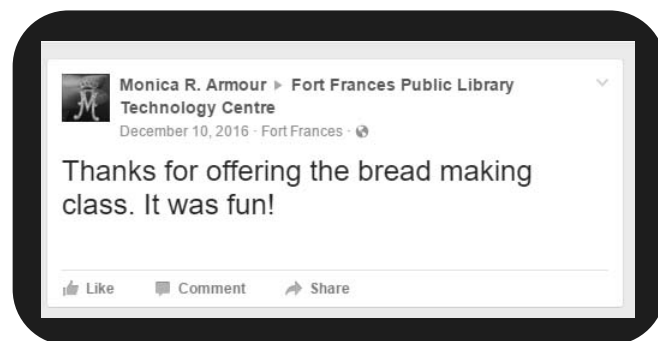 Monica R. Armour ▸ Fort Frances Public Library
Technology Centre
December 10, 2016 · Fort Frances ·
Thanks for offering the bread making
class. It was fun!
Like Comment Share